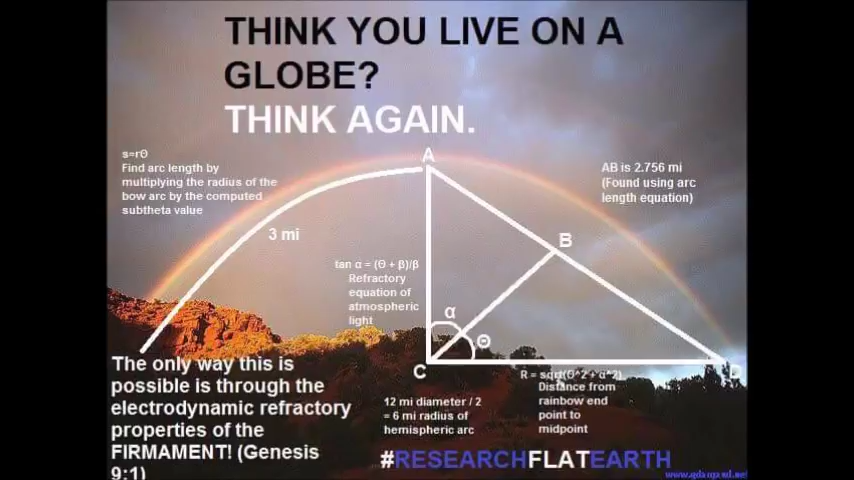 THINK YOU LIVE ON A
GLOBE?
THINK AGAIN.
s=rΘ
Find arc length by
multiplying the radius of the
bow arc by the computed
subtheta value
A
AB is 2.756 mi
(Found using arc
length equation)
3 mi
B
tan α = (Θ + β)/β
Refractory
equation of
atmospheric
light
α
Θ
The only way this is
possible is through the
electrodynamic refractory
properties of the
FIRMAMENT! (Genesis
9:1)
C
D
12 mi diameter / 2
= 6 mi radius of
hemispheric arc
R = sqrt(Θ^2 + α^2)
Distance from
rainbow end
point to
midpoint
#RESEARCHFLATEARTH